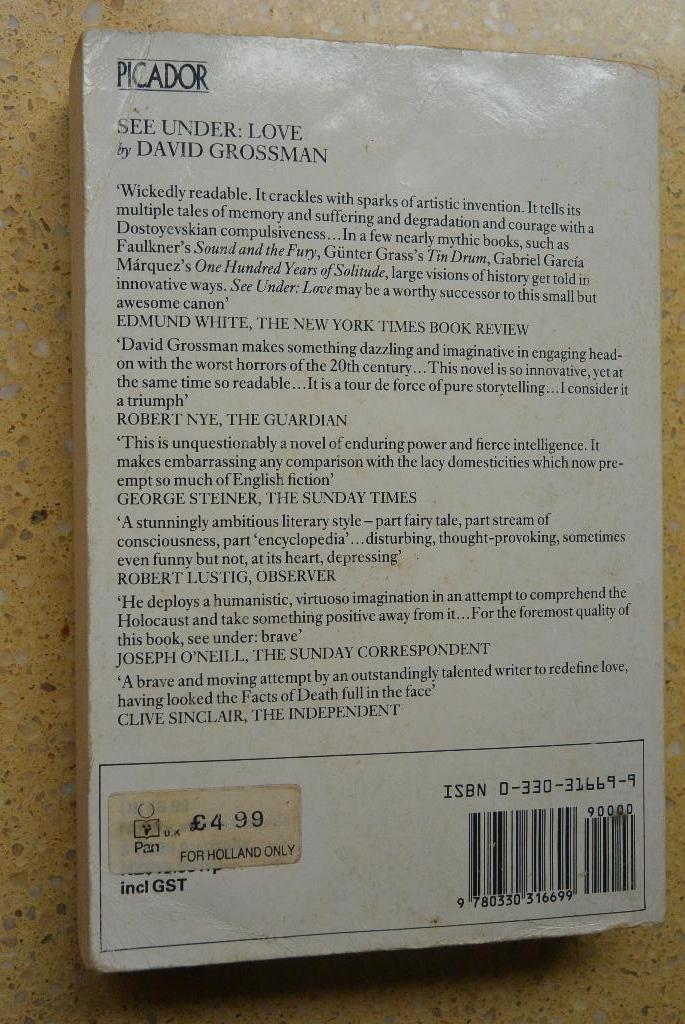 PICADOR
SEE UNDER: LOVE
by DAVID GROSSMAN
‘Wickedly readable. It crackles with sparks of artistic invention. It tells its
multiple tales of memory and suffering and degradation and courage with a
Dostoyevskian compulsiveness…In a few nearly mythic books, such as
Faulkner’s Sound and the Fury, Günter Grass’s Tin Drum, Gabriel García
Márquez’s One Hundred Years of Solitude, large visions of history get told in
innovative ways. See Under: Love may be a worthy successor to this small but
awesome canon’
EDMUND WHITE, THE NEW YORK TIMES BOOK REVIEW
‘David Grossman makes something dazzling and imaginative in engaging head-
on with the worst horrors of the 20th century…This novel is so innovative, yet at
the same time so readable…It is a tour de force of pure storytelling…I consider it
a triumph’
ROBERT NYE, THE GUARDIAN
‘This is unquestionably a novel of enduring power and fierce intelligence. It
makes embarrassing any comparison with the lacy domesticities which now pre-
empt so much of English fiction’
GEORGE STEINER, THE SUNDAY TIMES
‘A stunningly ambitious literary style – part fairy tale, part stream of
consciousness, part ‘encyclopedia’…disturbing, thought-provoking, sometimes
even funny but not, at its heart, depressing’
ROBERT LUSTIG, OBSERVER
‘He deploys a humanistic, virtuoso imagination in an attempt to comprehend the
Holocaust and take something positive away from it…For the foremost quality of
this book, see under: brave’
JOSEPH O’NEILL, THE SUNDAY CORRESPONDENT
‘A brave and moving attempt by an outstandingly talented writer to redefine love,
having looked the Facts of Death full in the face’
CLIVE SINCLAIR, THE INDEPENDENT
ISBN 0-330-31669-9
90000
U.K £4 99
Pan
FOR HOLLAND ONLY
incl GST
9 780330 316699